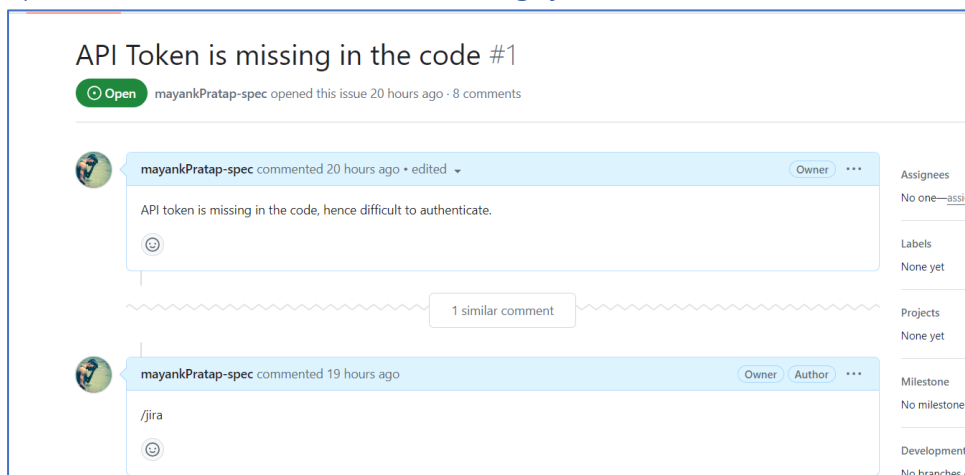 API Token is missing in the code #1
Open mayankPratap-spec opened this issue 20 hours ago · 8 comments
mayankPratap-spec commented 20 hours ago • edited
Owner
API token is missing in the code, hence difficult to authenticate.
1 similar comment
mayankPratap-spec commented 19 hours ago
Owner Author
/jira
Assignees
No one—assi
Labels
None yet
Projects
None yet
Milestone
No milestone
Development
No branches